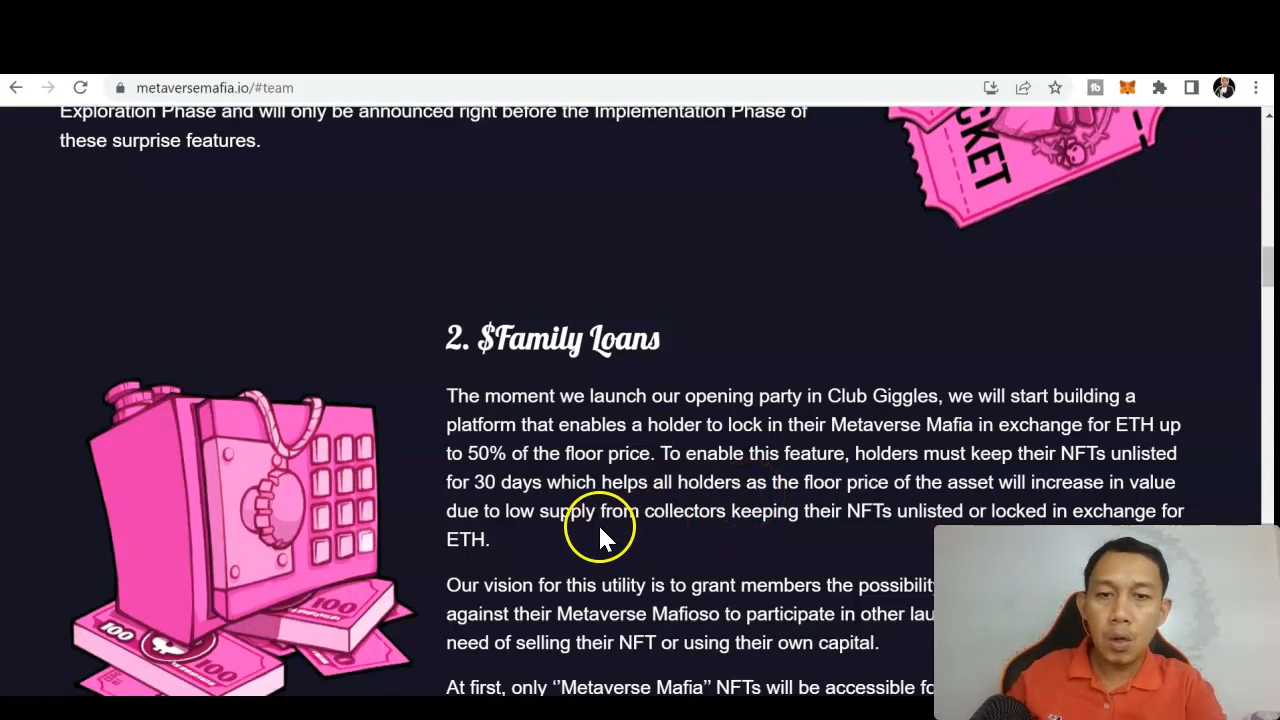 metaversemafia.io/#team
Exploration Phase and will only be announced right before the Implementation Phase of
these surprise features.
CKET
2. $Family Loans
The moment we launch our opening party in Club Giggles, we will start building a
platform that enables a holder to lock in their Metaverse Mafia in exchange for ETH up
to 50% of the floor price. To enable this feature, holders must keep their NFTs unlisted
for 30 days which helps all holders as the floor price of the asset will increase in value
due to low supply from collectors keeping their NFTs unlisted or locked in exchange for
ETH.
Our vision for this utility is to grant members the
against their Metaverse Mafioso to participate in other
need of selling their NFT or using their own capital.
At first, only ‘’Metaverse Mafia’’ NFTs will be accessible
100
100
100
100